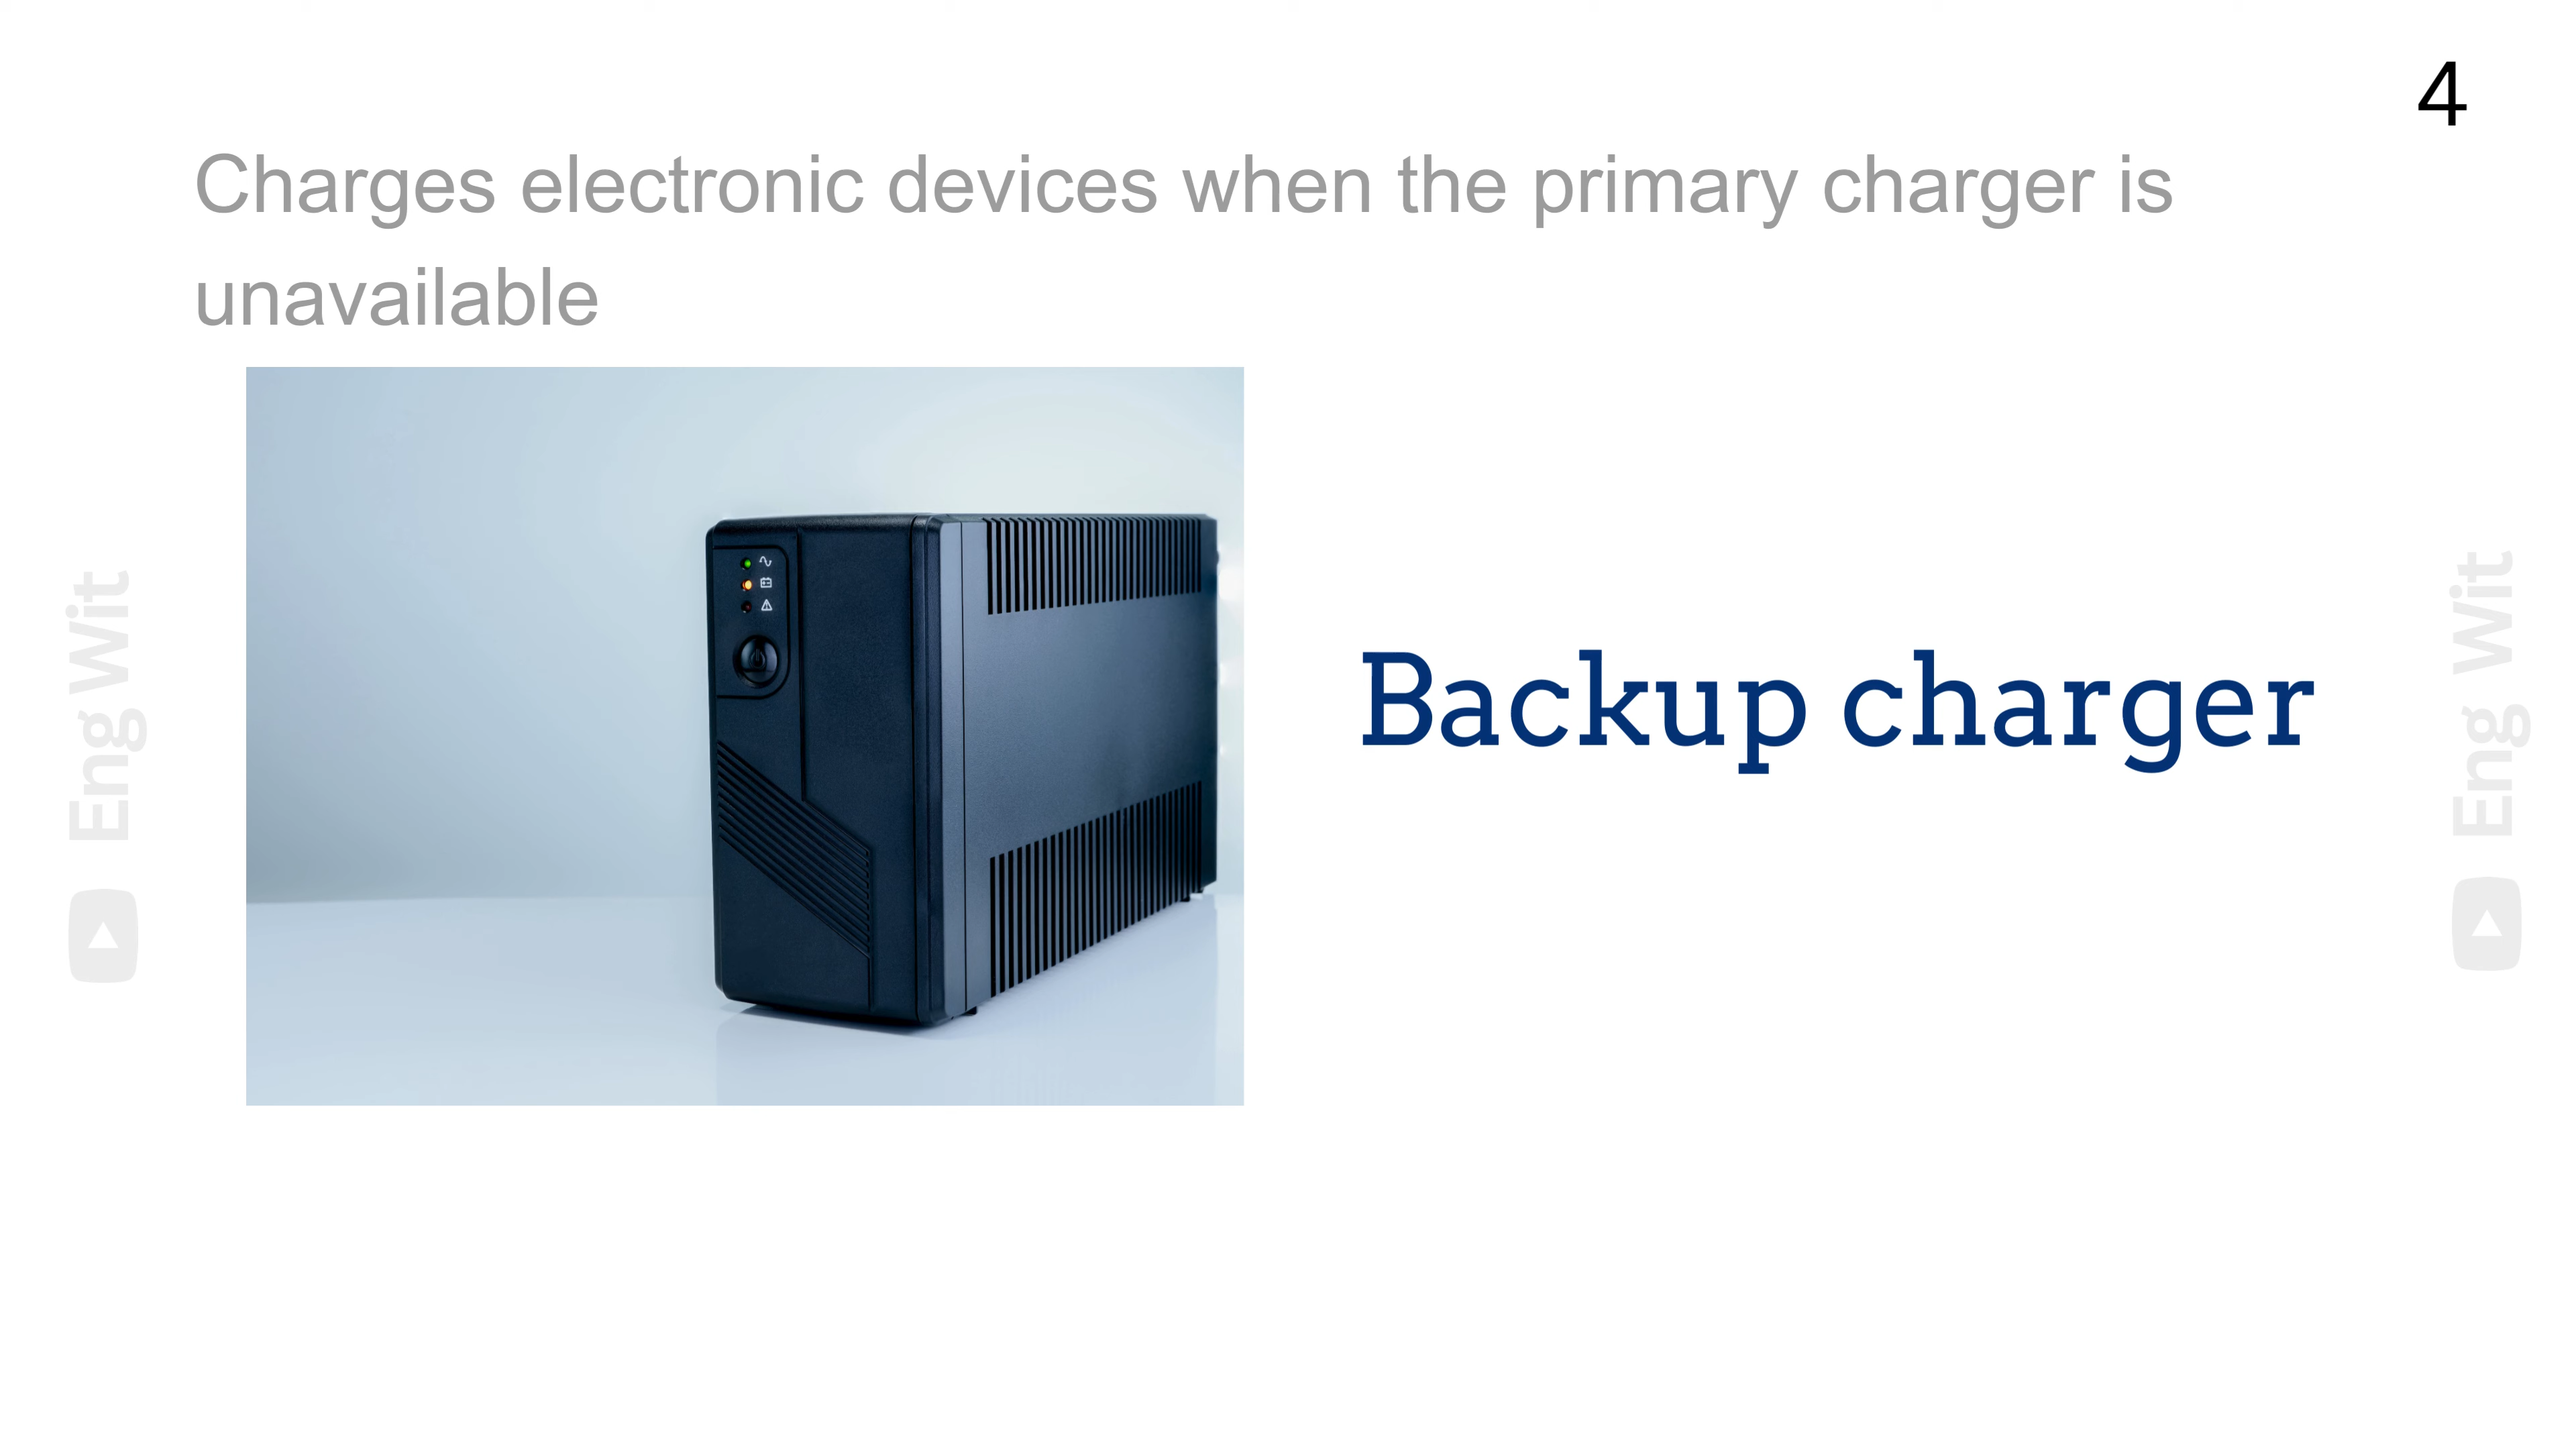 4
Charges electronic devices when the primary charger is
unavailable
Backup charger
Eng Wit
Eng Wit